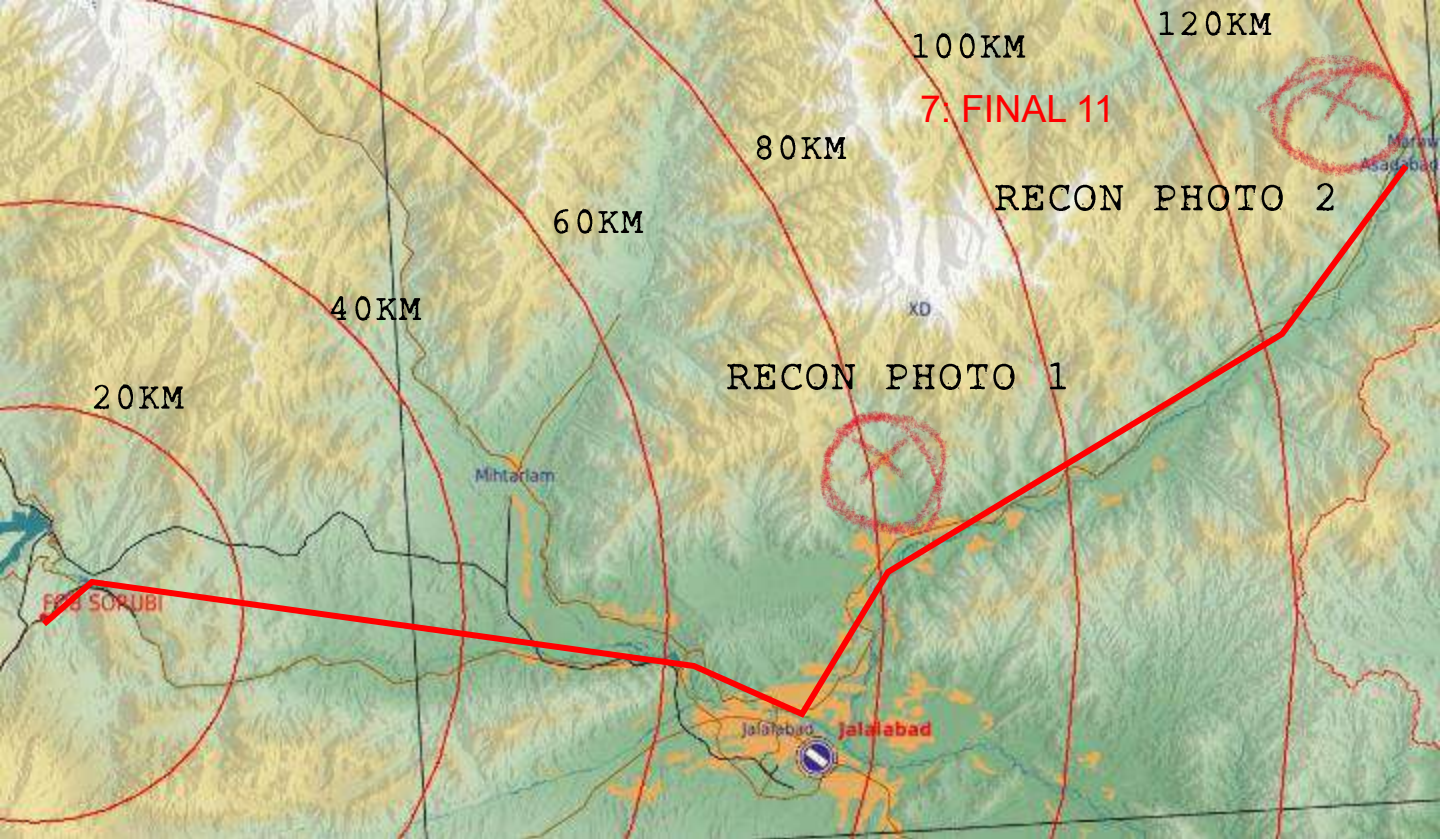 120KM
100KM
7: FINAL 11
80KM
Asadabad
RECON PHOTO 2
60KM
40KM
XD
RECON PHOTO 1
20KM
Mihtarlam
FOB SORUBI
Jalalabad
Jalalabad